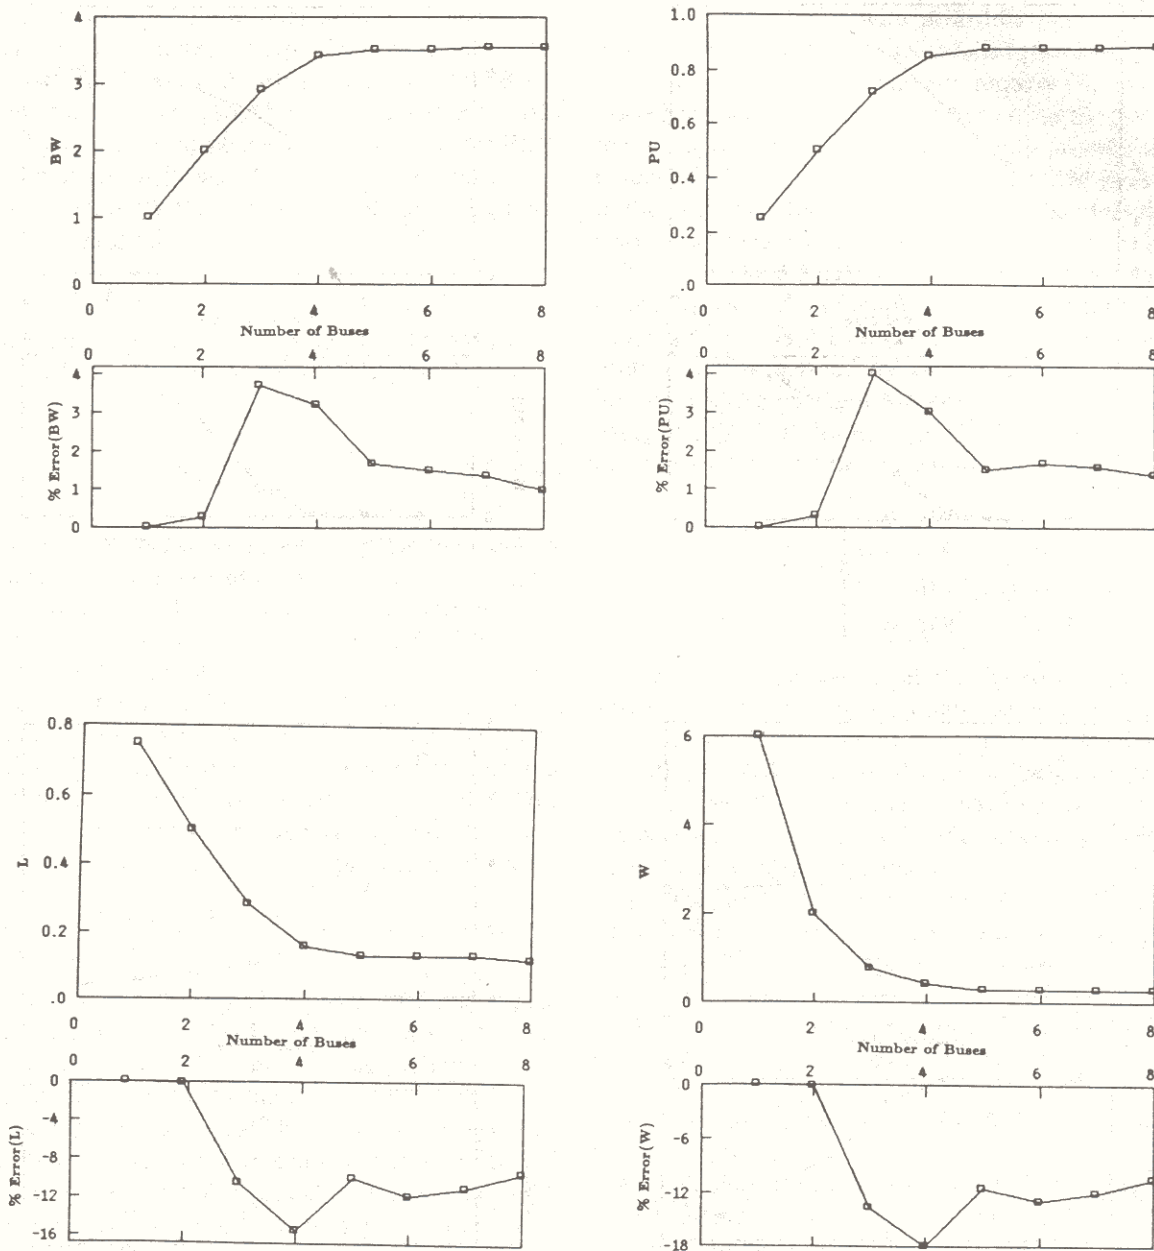 4
3
BW
2
1
0
0 2 4 6 8
Number of Buses
1.0
0.8
0.6
PU
0.4
0.2
.0
0 2 4 6 8
Number of Buses
0 2 4 6 8
4
3
2
1
0
% Error(BW)
0 2 4 6 8
4
3
2
1
0
% Error(PU)
0.8
0.6
L
0.4
0.2
.0
0 2 4 6 8
Number of Buses
6
4
W
2
0
0 2 4 6 8
Number of Buses
0 2 4 6 8
0
-4
-8
-12
-16
% Error(L)
0 2 4 6 8
0
-6
-12
-18
% Error(W)